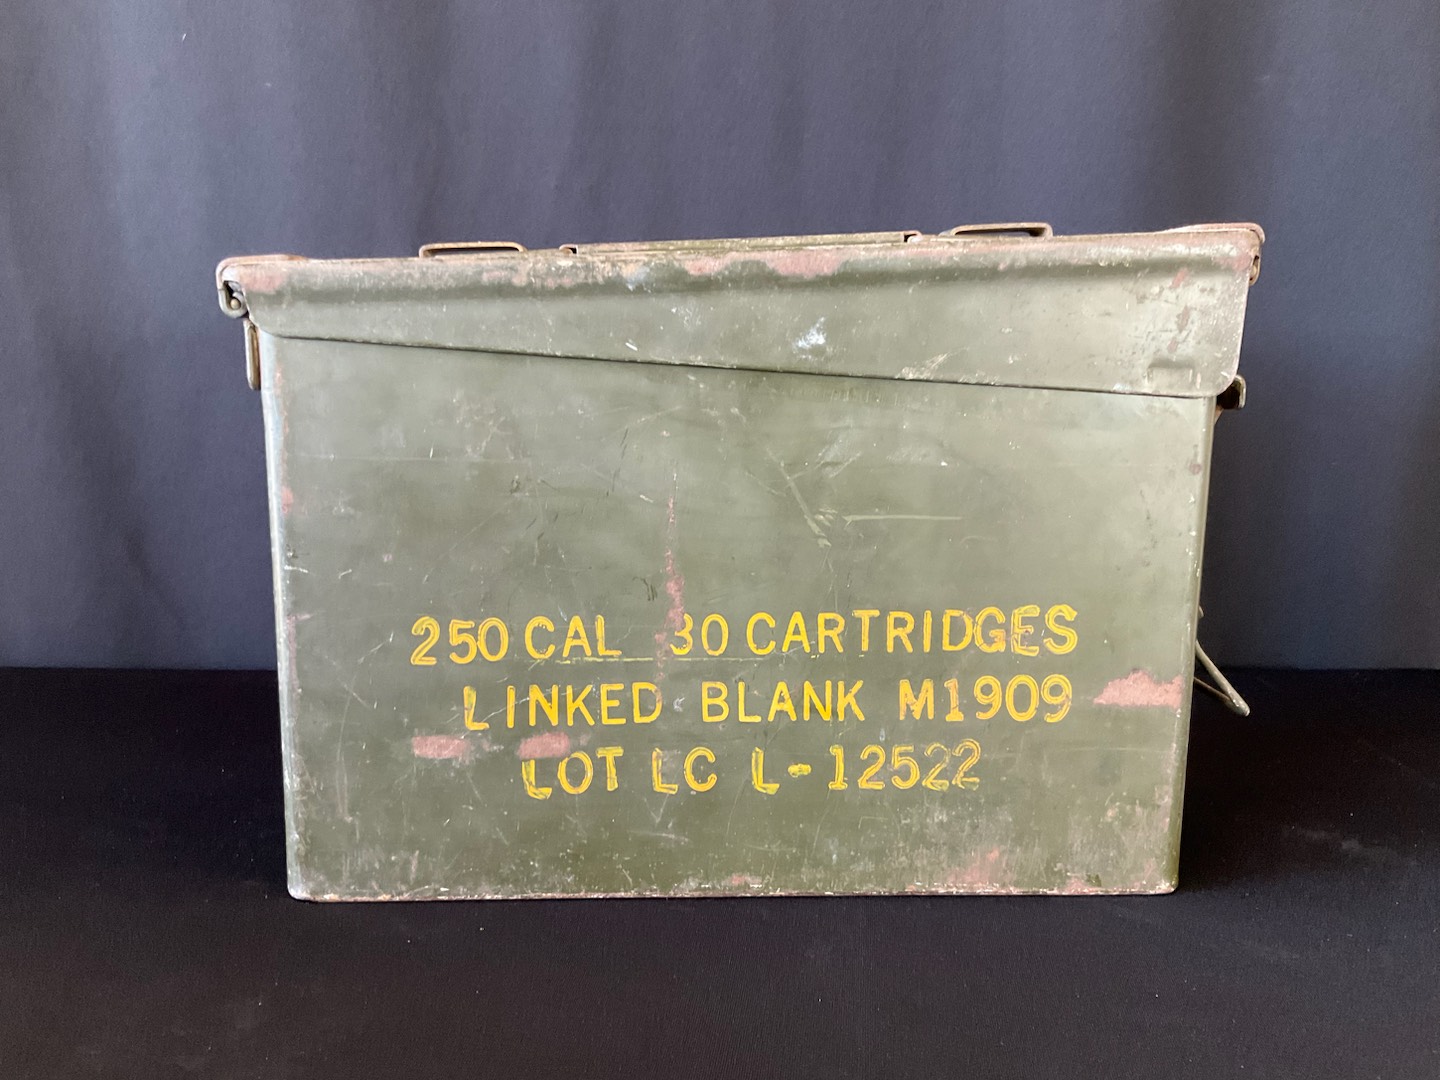 250 CAL 30 CARTRIDGES
LINKED BLANK M1909
LOT LC L-12522